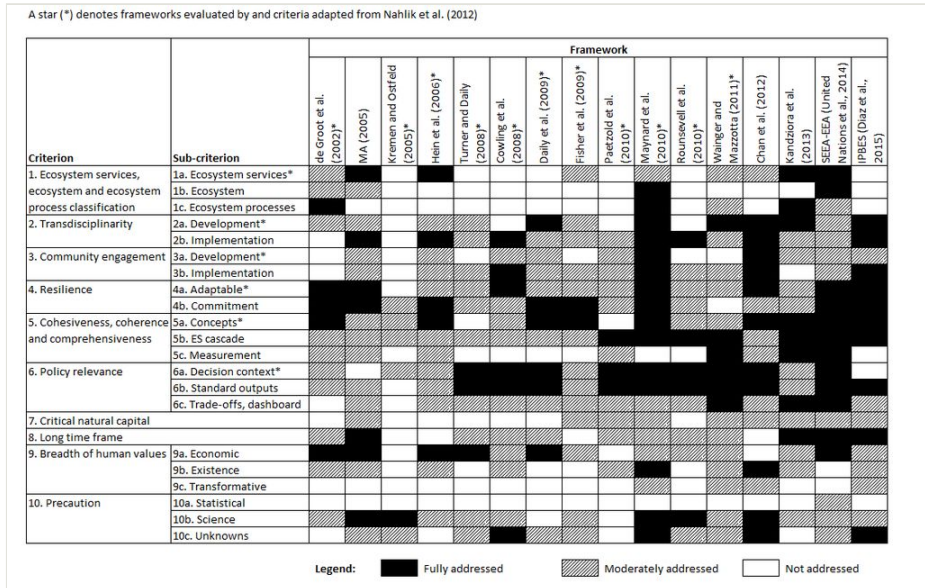 A star (*) denotes frameworks evaluated by and criteria adapted from Nahlik et al. (2012)
Framework
Criterion
Sub-criterion
de Groot et al. (2002)*
MA (2005)
Kremen and Ostfeld (2005)*
Hein et al. (2006)*
Turner and Daily (2008)*
Cowling et al. (2008)*
Daily et al. (2009)*
Fisher et al. (2009)*
Paetzold et al. (2010)*
Maynard et al. (2010)*
Rounsevell et al. (2010)*
Wainger and Mazzotta (2011)*
Chan et al. (2012)
Kandziora et al. (2013)
SEEA-EEA (United Nations et al., 2014)
IPBES (Diaz et al., 2015)
1. Ecosystem services, ecosystem and ecosystem process classification
1a. Ecosystem services*
1b. Ecosystem
1c. Ecosystem processes
2. Transdisciplinarity
2a. Development*
2b. Implementation
3. Community engagement
3a. Development*
3b. Implementation
4. Resilience
4a. Adaptable*
4b. Commitment
5. Cohesiveness, coherence and comprehensiveness
5a. Concepts*
5b. ES cascade
5c. Measurement
6. Policy relevance
6a. Decision context*
6b. Standard outputs
6c. Trade-offs, dashboard
7. Critical natural capital
8. Long time frame
9. Breadth of human values
9a. Economic
9b. Existence
9c. Transformative
10. Precaution
10a. Statistical
10b. Science
10c. Unknowns
Legend:
Fully addressed
Moderately addressed
Not addressed